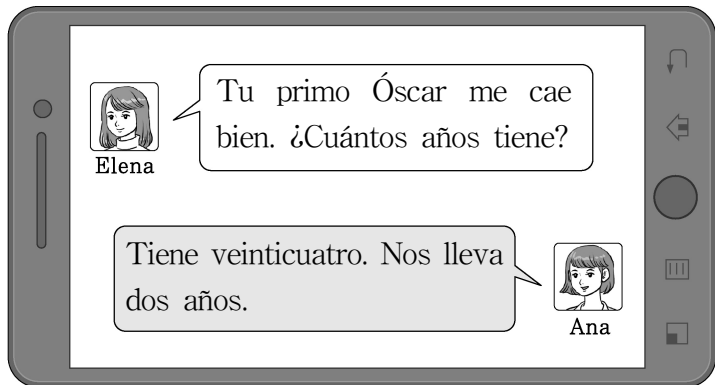 Tu primo Óscar me cae
bien. ¿Cuántos años tiene?
Elena
Tiene veinticuatro. Nos lleva
dos años.
Ana